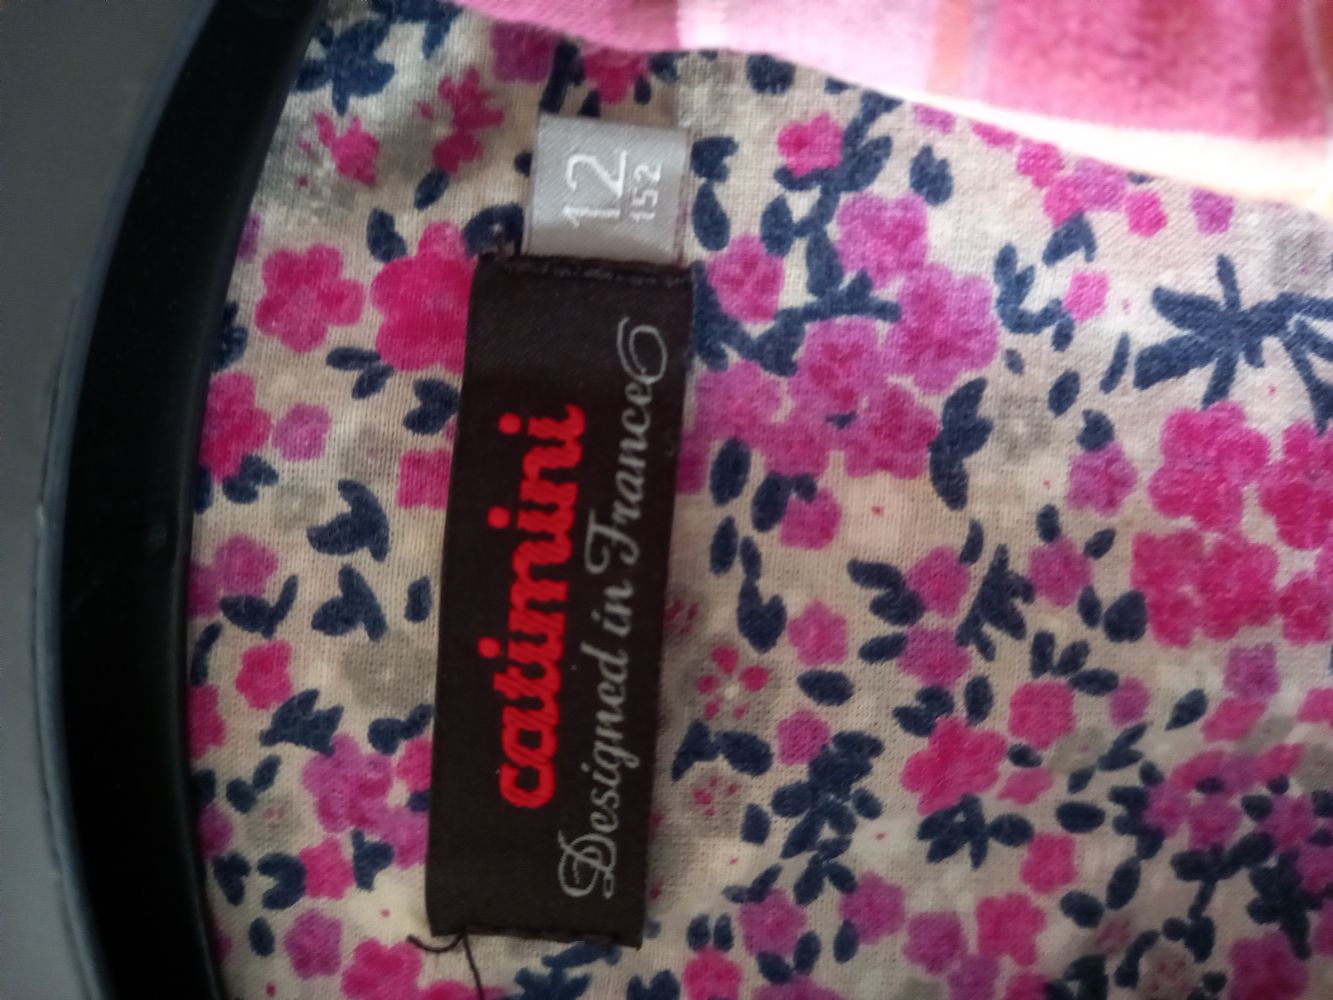 12
152
catimini
Designed in France